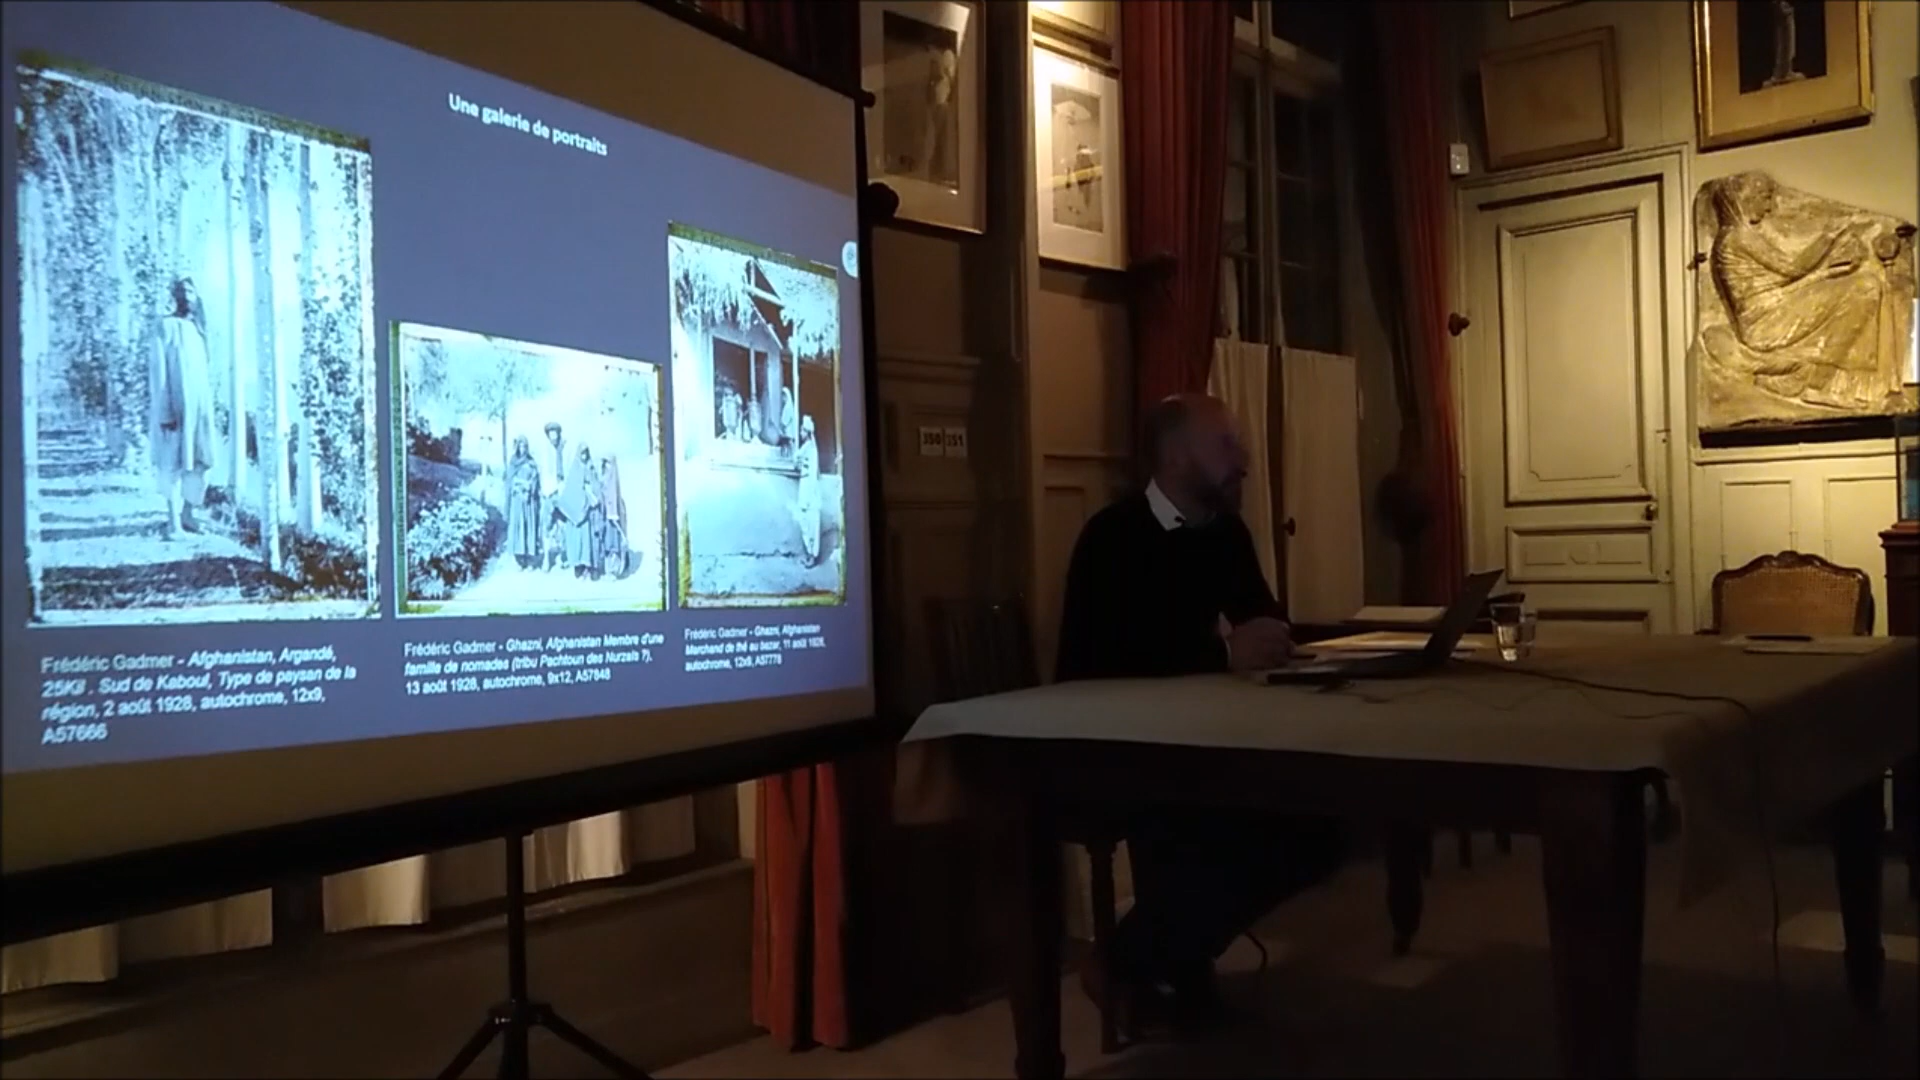 Une galerie de portraits
Frédéric Gadmer - Afghanistan, Argandé,
25Kil . Sud de Kaboul, Type de paysan de la
région, 2 août 1928, autochrome, 12x9,
A57666
Frédéric Gadmer - Ghazni, Afghanistan Membre d'une
famille de nomades (tribu Pachtoun des Nurzais ?),
13 août 1928, autochrome, 9x12, A57848
Frédéric Gadmer - Ghazni, Afghanistan
Marchand de thé au bazar, 11 août 1928,
autochrome, 12x9, A57778
350 351